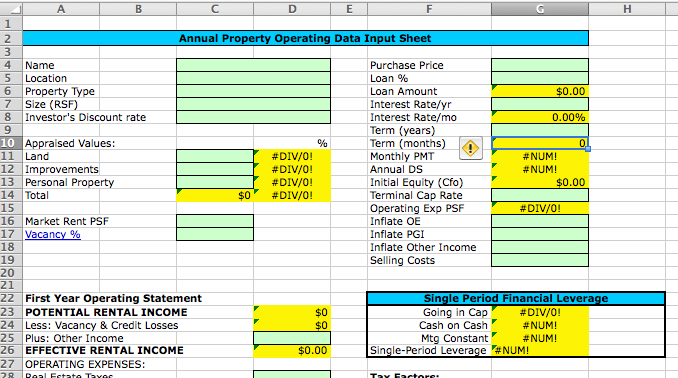 A B C D E F G H
1
2 Annual Property Operating Data Input Sheet
3
4 Name Purchase Price
5 Location Loan %
6 Property Type Loan Amount $0.00
7 Size (RSF) Interest Rate/yr
8 Investor's Discount rate Interest Rate/mo 0.00%
9 Term (years)
10 Appraised Values: % Term (months) 0
11 Land #DIV/0! Monthly PMT #NUM!
12 Improvements #DIV/0! Annual DS #NUM!
13 Personal Property #DIV/0! Initial Equity (Cfo) $0.00
14 Total $0 #DIV/0! Terminal Cap Rate
15 Operating Exp PSF #DIV/0!
16 Market Rent PSF Inflate OE
17 Vacancy % Inflate PGI
18 Inflate Other Income
19 Selling Costs
20
21
22 First Year Operating Statement Single Period Financial Leverage
23 POTENTIAL RENTAL INCOME $0 Going in Cap #DIV/0!
24 Less: Vacancy & Credit Losses $0 Cash on Cash #NUM!
25 Plus: Other Income Mtg Constant #NUM!
26 EFFECTIVE RENTAL INCOME $0.00 Single-Period Leverage #NUM!
27 OPERATING EXPENSES:
28 Real Estate Taxes Tax Factors: